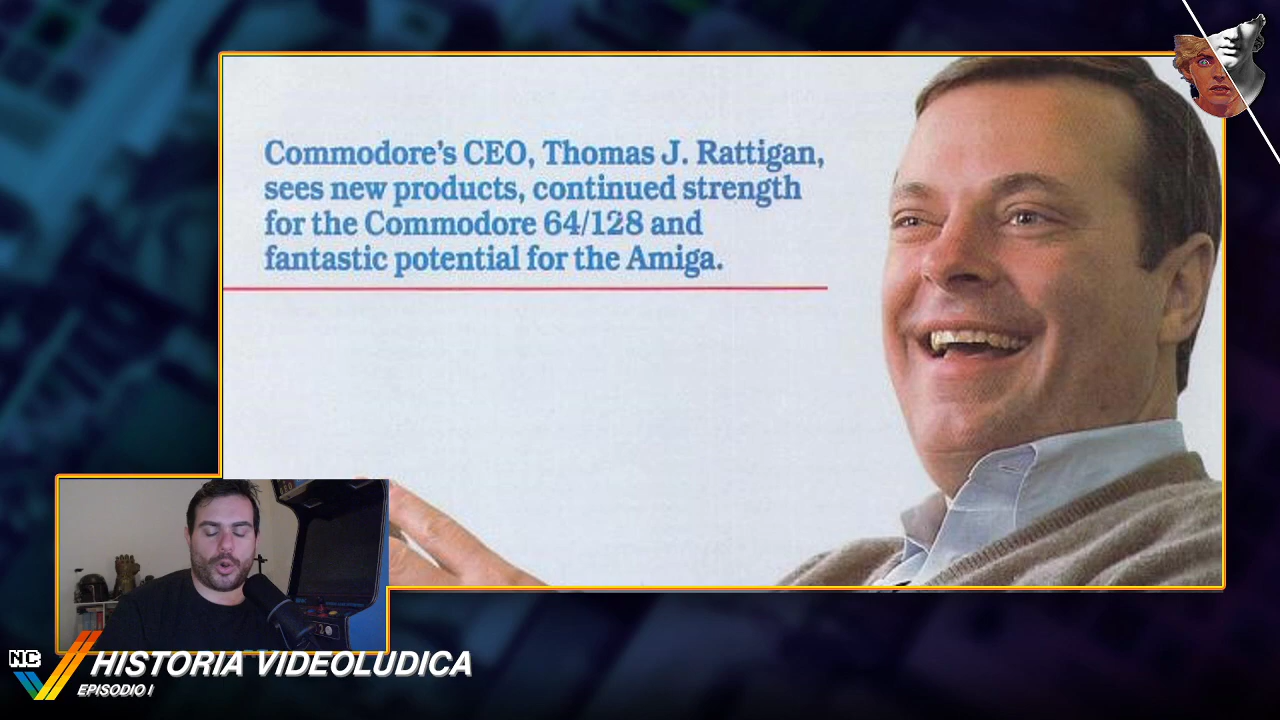 Commodore's CEO, Thomas J. Rattigan,
sees new products, continued strength
for the Commodore 64/128 and
fantastic potential for the Amiga.
NC
HISTORIA VIDEOLUDICA
EPISODIO I